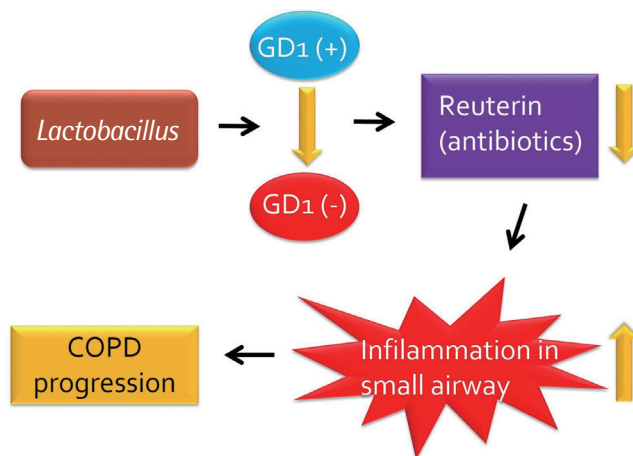 GD1 (+)
Lactobacillus
GD1 (-)
Reuterin
(antibiotics)
Infilammation in
small airway
COPD
progression